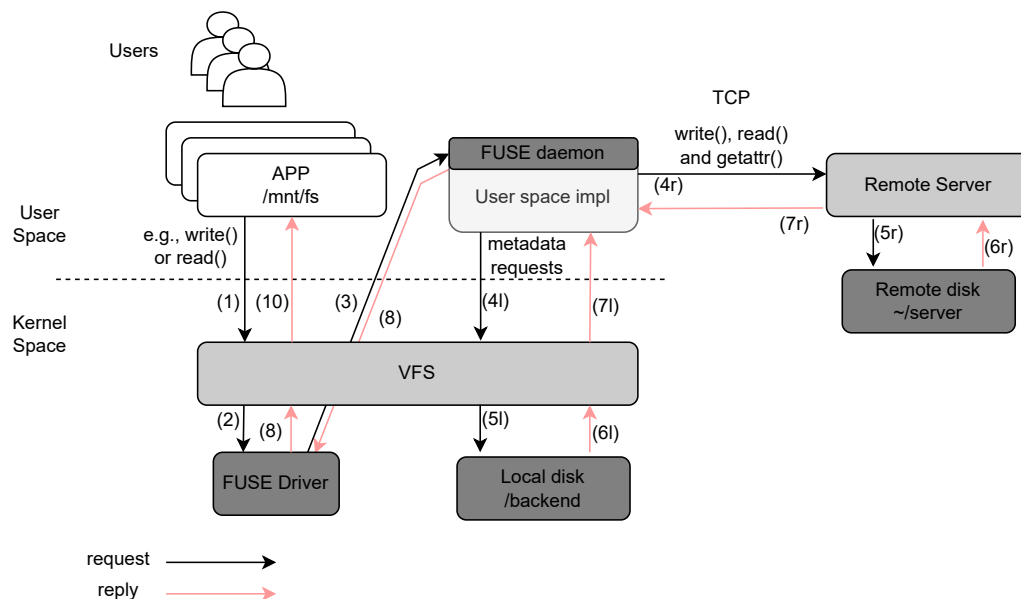 Users
TCP
write(), read()
and getattr()
APP
/mnt/fs
FUSE daemon
User space impl
(4r)
Remote Server
(7r)
User
Space
e.g., write()
or read()
metadata
requests
(5r)
(6r)
Remote disk
~/server
Kernel
Space
(1)
(10)
(3)
(8)
(4l)
(7l)
VFS
(2)
(8)
(5l)
(6l)
FUSE Driver
Local disk
/backend
request
reply